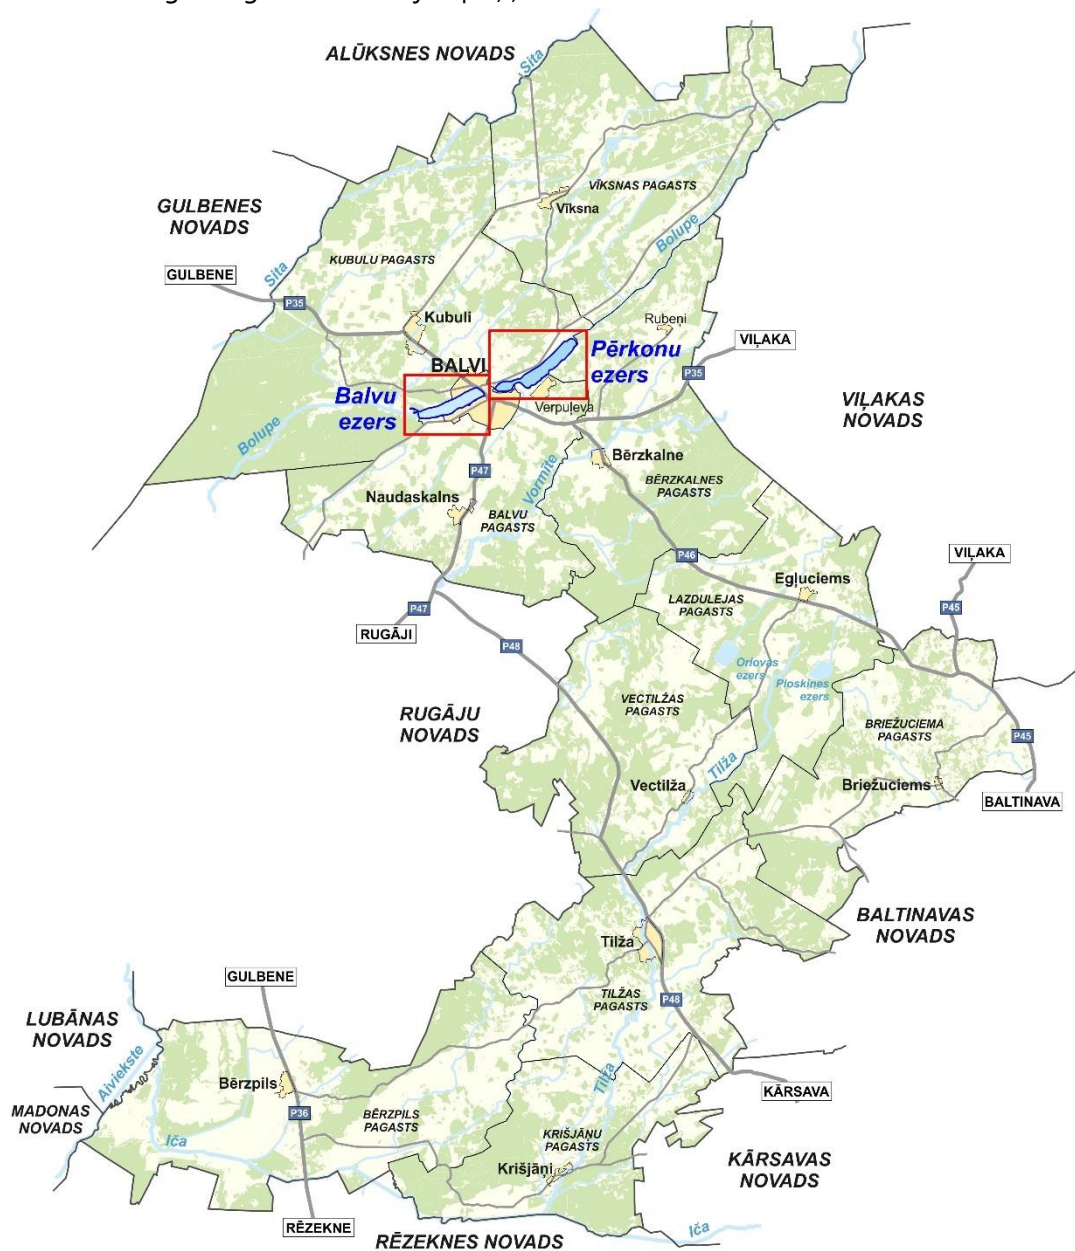 ALŪKSNES NOVADS
Sita
VĪKSNAS PAGASTS
Vīksna
GULBENES
NOVADS
Bolupe
KUBULU PAGASTS
Sita
GULBENE
P35
Kubuli
Rubeņi
VIĻAKA
BALVI
Pērkonu
ezers
P35
Balvu
ezers
Verpuļeva
VIĻAKAS
NOVADS
Bolupe
Bērzkalne
P47
Vormīte
BĒRZKALNES
PAGASTS
Naudaskalns
BALVU
PAGASTS
P46
VIĻAKA
Egļuciems
LAZDULEJAS
PAGASTS
P47
P45
RUGĀJI
P48
Orlovas
ezers
Ploskines
ezers
VECTILŽAS
PAGASTS
RUGĀJU
NOVADS
BRIEŽUCIEMA
PAGASTS
P45
Tilža
Vectilža
Briežuciems
BALTINAVA
BALTINAVAS
NOVADS
Tilža
GULBENE
TILŽAS
PAGASTS
P48
LUBĀNAS
NOVADS
Aiviekste
Tilža
Bērzpils
KĀRSAVA
MADONAS
NOVADS
P36
BĒRZPILS
PAGASTS
Iča
KRIŠJĀŅU
PAGASTS
Krišjāņi
KĀRSAVAS
NOVADS
RĒZEKNE
Iča
RĒZEKNES NOVADS